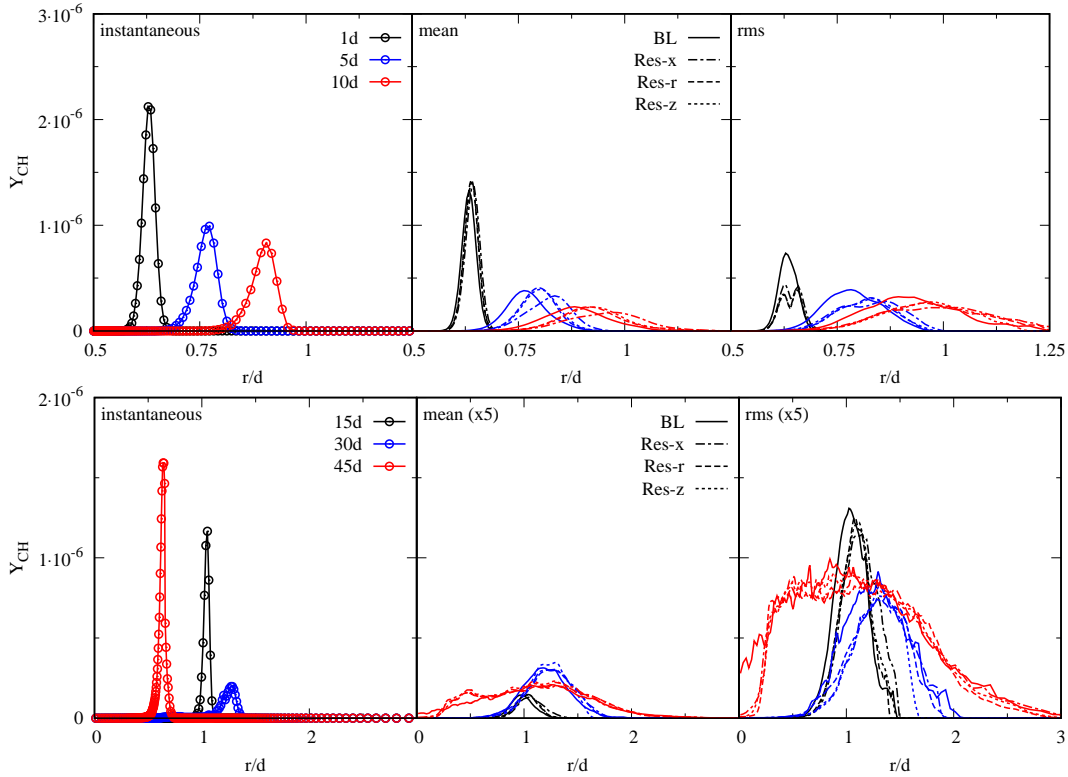 instantaneous
1d
5d
10d
mean
BL
Res-x
Res-r
Res-z
rms
Y_CH
3·10^-6
2·10^-6
1·10^-6
0
0.5 0.75 1 0.5 0.75 1 0.5 0.75 1 1.25
r/d r/d r/d
instantaneous
15d
30d
45d
mean (x5)
BL
Res-x
Res-r
Res-z
rms (x5)
Y_CH
2·10^-6
1·10^-6
0
0 1 2 0 1 2 0 1 2 3
r/d r/d r/d